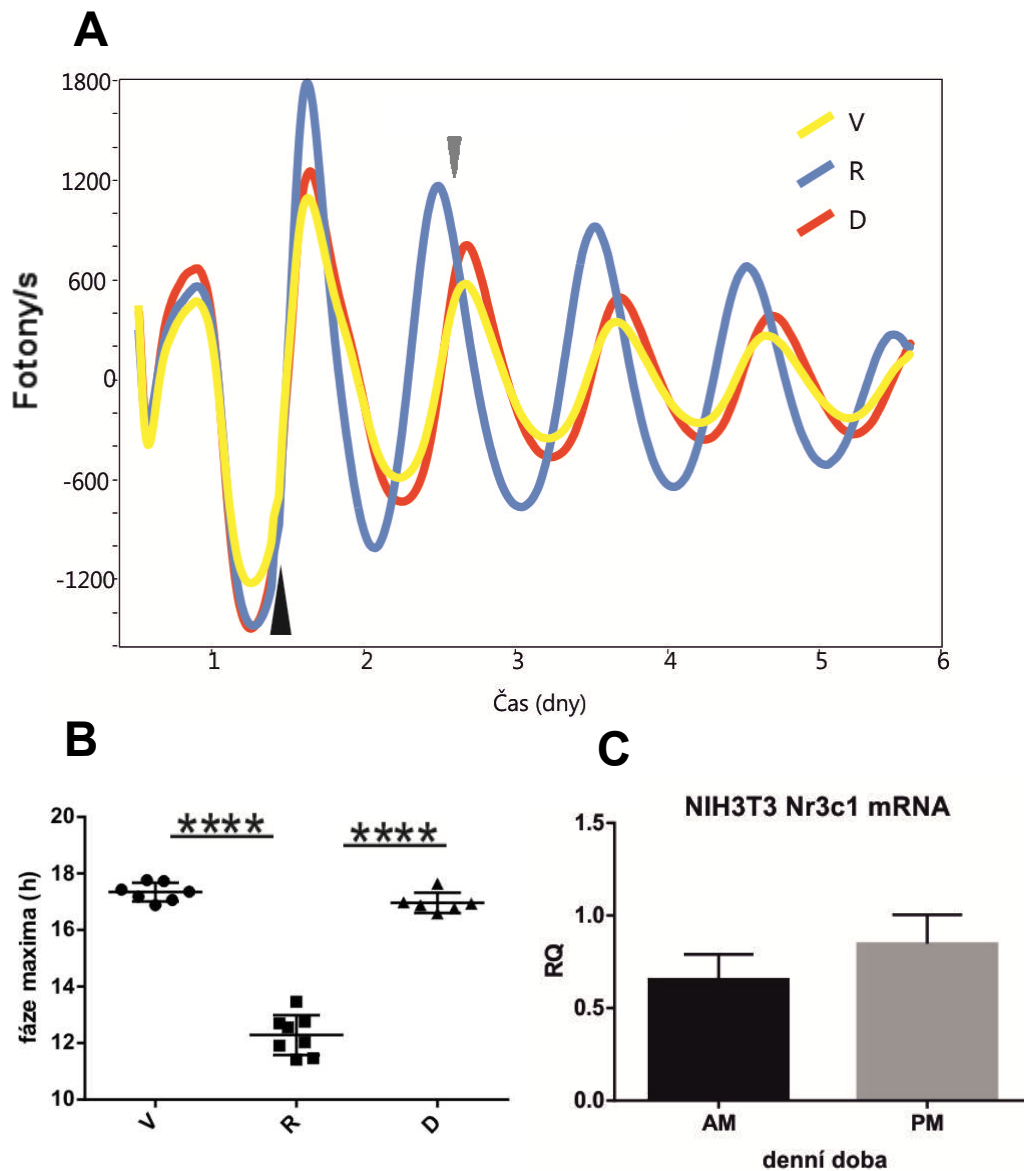 A
Fotony/s
1800
1200
600
0
-600
-1200
V
R
D
1 2 3 4 5 6
Čas (dny)
B
fáze maxima (h)
20
18
16
14
12
10
**** ****
V R D
C
NIH3T3 Nr3c1 mRNA
RQ
1.5
1.0
0.5
0.0
AM PM
denní doba